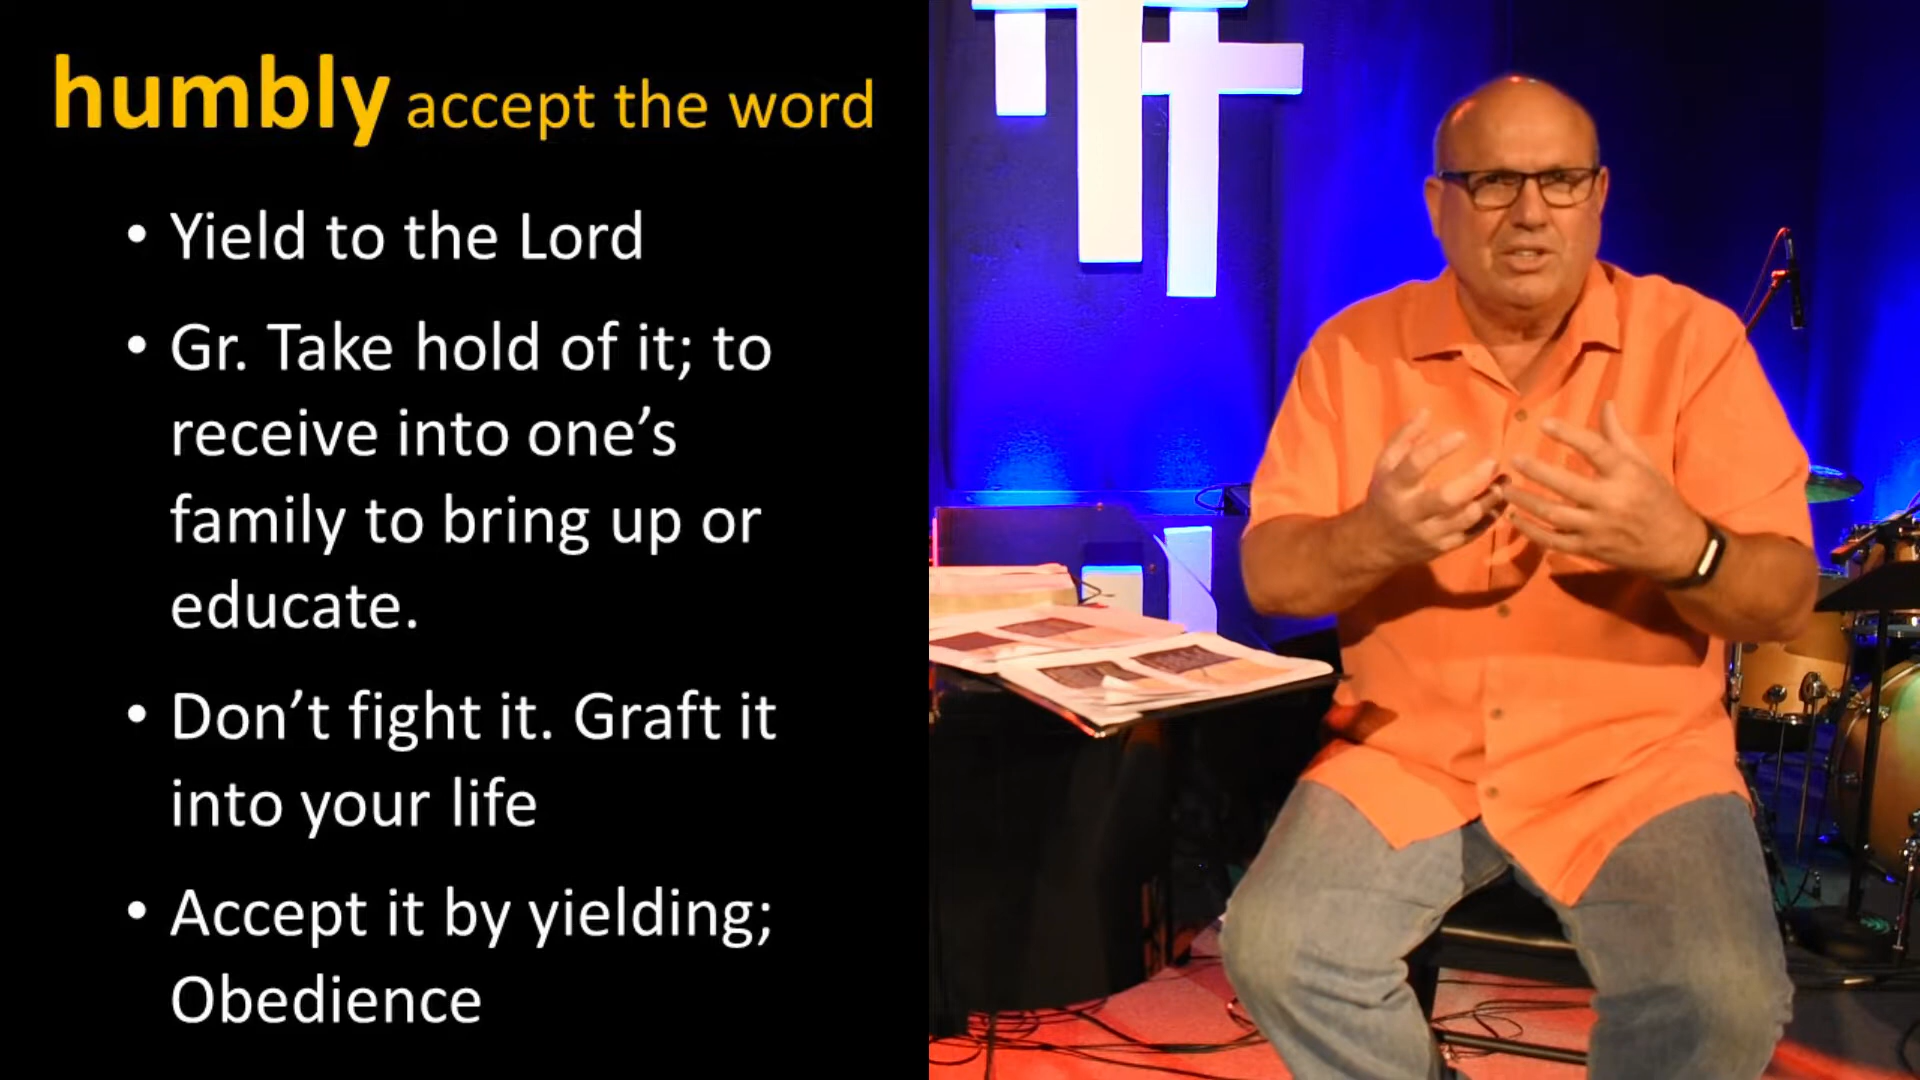 humbly accept the word
• Yield to the Lord
• Gr. Take hold of it; to
receive into one’s
family to bring up or
educate.
• Don’t fight it. Graft it
into your life
• Accept it by yielding;
Obedience